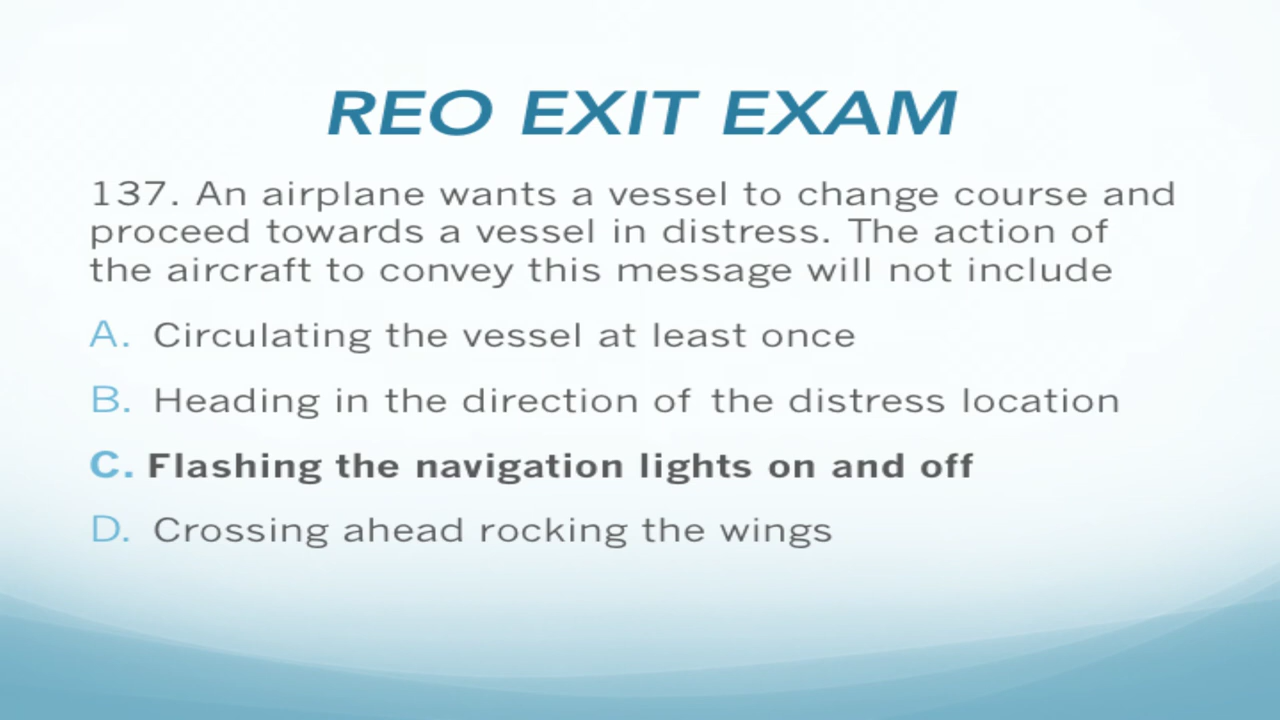 REO EXIT EXAM
137. An airplane wants a vessel to change course and
proceed towards a vessel in distress. The action of
the aircraft to convey this message will not include
A. Circulating the vessel at least once
B. Heading in the direction of the distress location
C. Flashing the navigation lights on and off
D. Crossing ahead rocking the wings